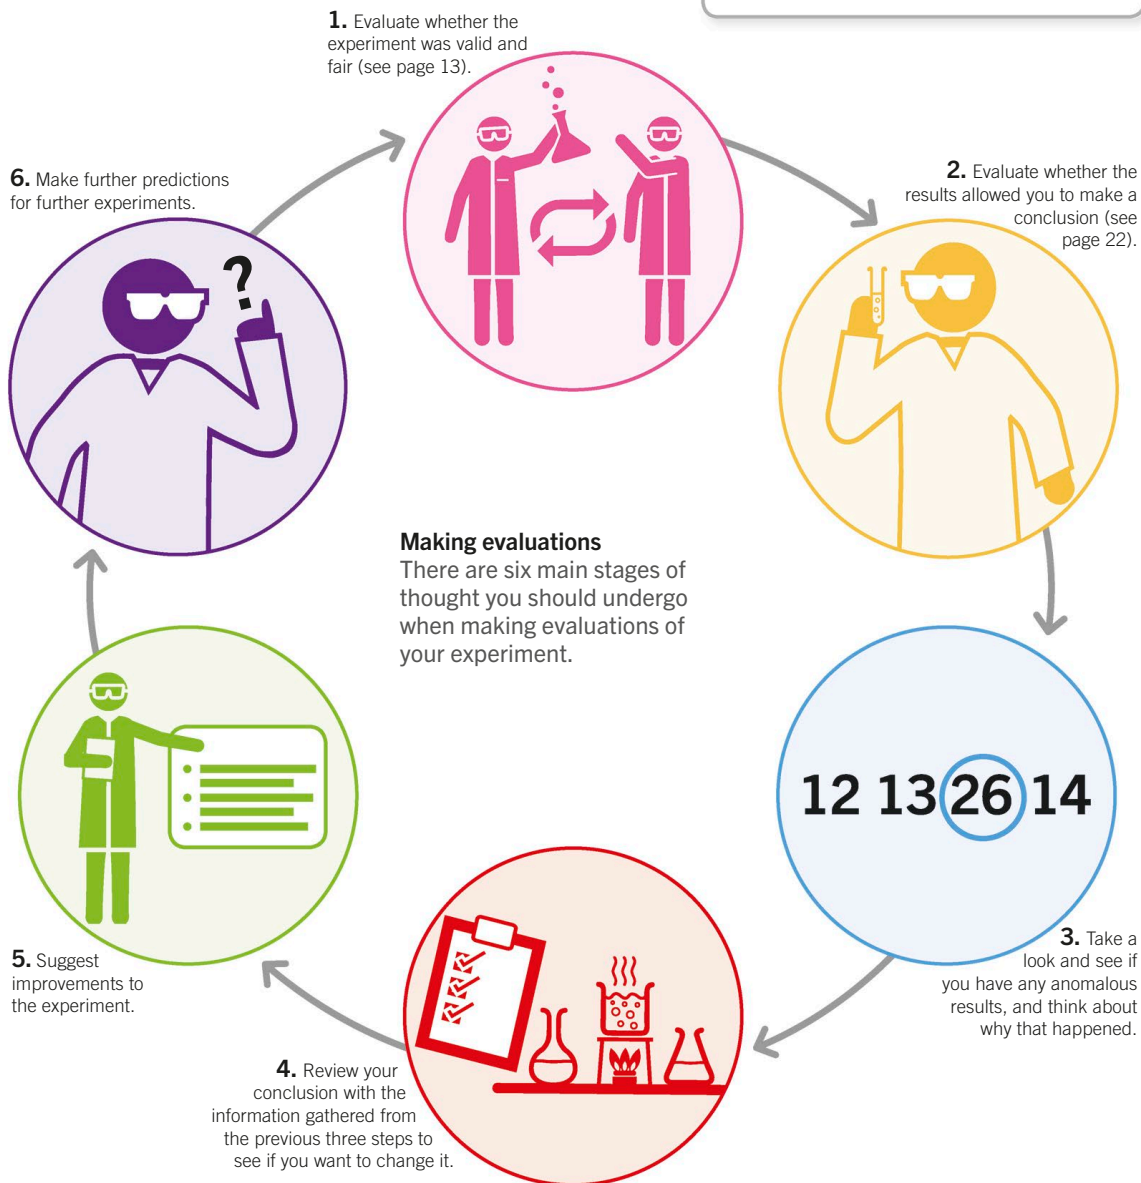 1. Evaluate whether the
experiment was valid and
fair (see page 13).
2. Evaluate whether the
results allowed you to make a
conclusion (see
page 22).
12 13 26 14
3. Take a
look and see if
you have any anomalous
results, and think about
why that happened.
4. Review your
conclusion with the
information gathered from
the previous three steps to
see if you want to change it.
5. Suggest
improvements to
the experiment.
6. Make further predictions
for further experiments.
?
Making evaluations
There are six main stages of
thought you should undergo
when making evaluations of
your experiment.